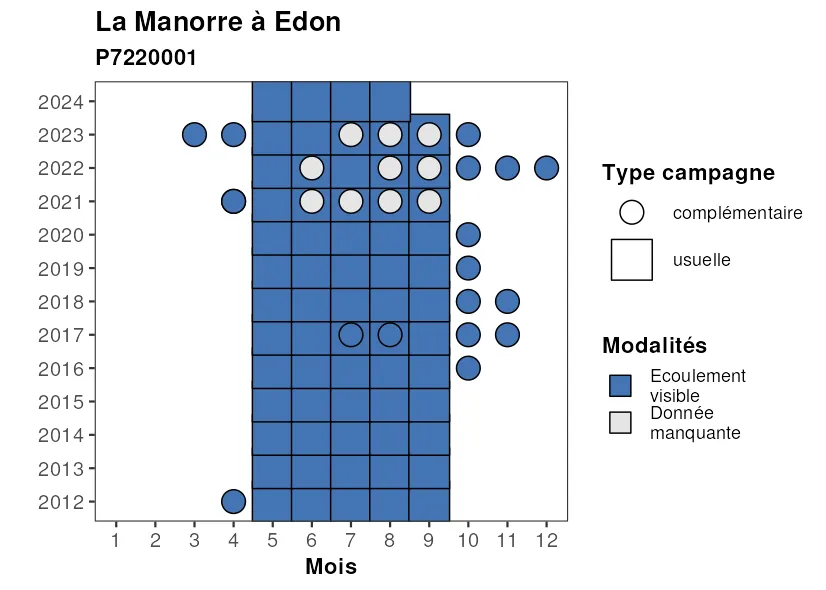 La Manorre à Edon
P7220001
2024
2023
2022
2021
2020
2019
2018
2017
2016
2015
2014
2013
2012
1 2 3 4 5 6 7 8 9 10 11 12
Mois
Type campagne
complémentaire
usuelle
Modalités
Ecoulement
visible
Donnée
manquante